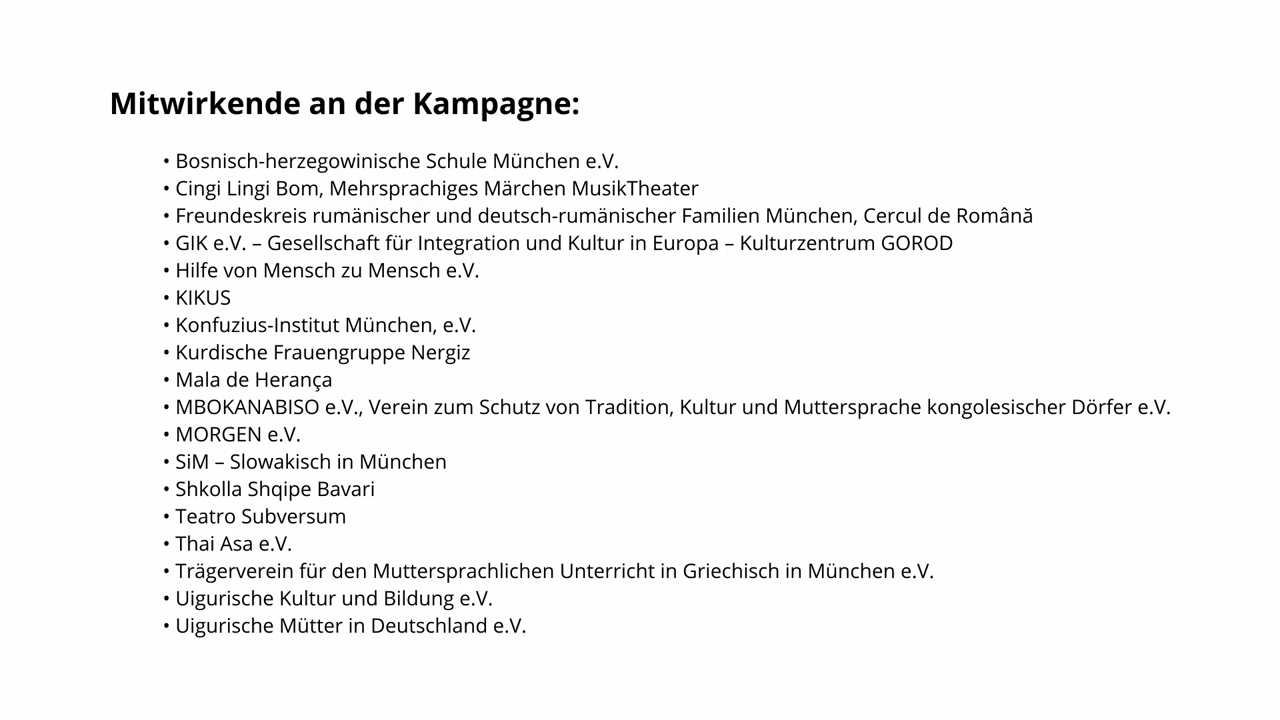 Mitwirkende an der Kampagne:
• Bosnisch-herzegowinische Schule München e.V.
• Cingi Lingi Bom, Mehrsprachiges Märchen MusikTheater
• Freundeskreis rumänischer und deutsch-rumänischer Familien München, Cercul de Română
• GIK e.V. – Gesellschaft für Integration und Kultur in Europa – Kulturzentrum GOROD
• Hilfe von Mensch zu Mensch e.V.
• KIKUS
• Konfuzius-Institut München, e.V.
• Kurdische Frauengruppe Nergiz
• Mala de Herança
• MBOKANABISO e.V., Verein zum Schutz von Tradition, Kultur und Muttersprache kongolesischer Dörfer e.V.
• MORGEN e.V.
• SiM – Slowakisch in München
• Shkolla Shqipe Bavari
• Teatro Subversum
• Thai Asa e.V.
• Trägerverein für den Muttersprachlichen Unterricht in Griechisch in München e.V.
• Uigurische Kultur und Bildung e.V.
• Uigurische Mütter in Deutschland e.V.